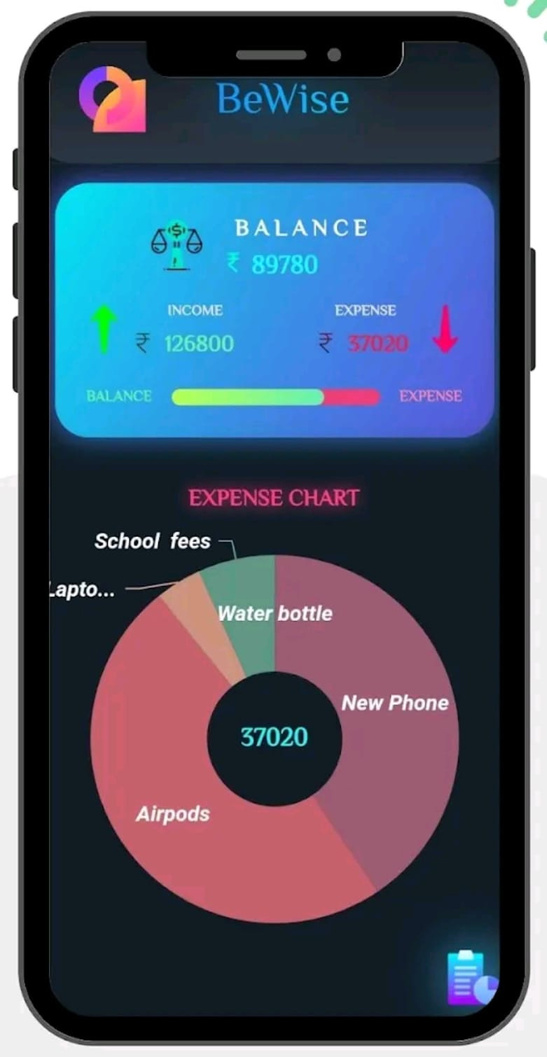 BeWise
BALANCE
₹ 89780
INCOME EXPENSE
₹ 126800 ₹ 37020
BALANCE EXPENSE
EXPENSE CHART
School fees
Lapto...
Water bottle
New Phone
37020
Airpods